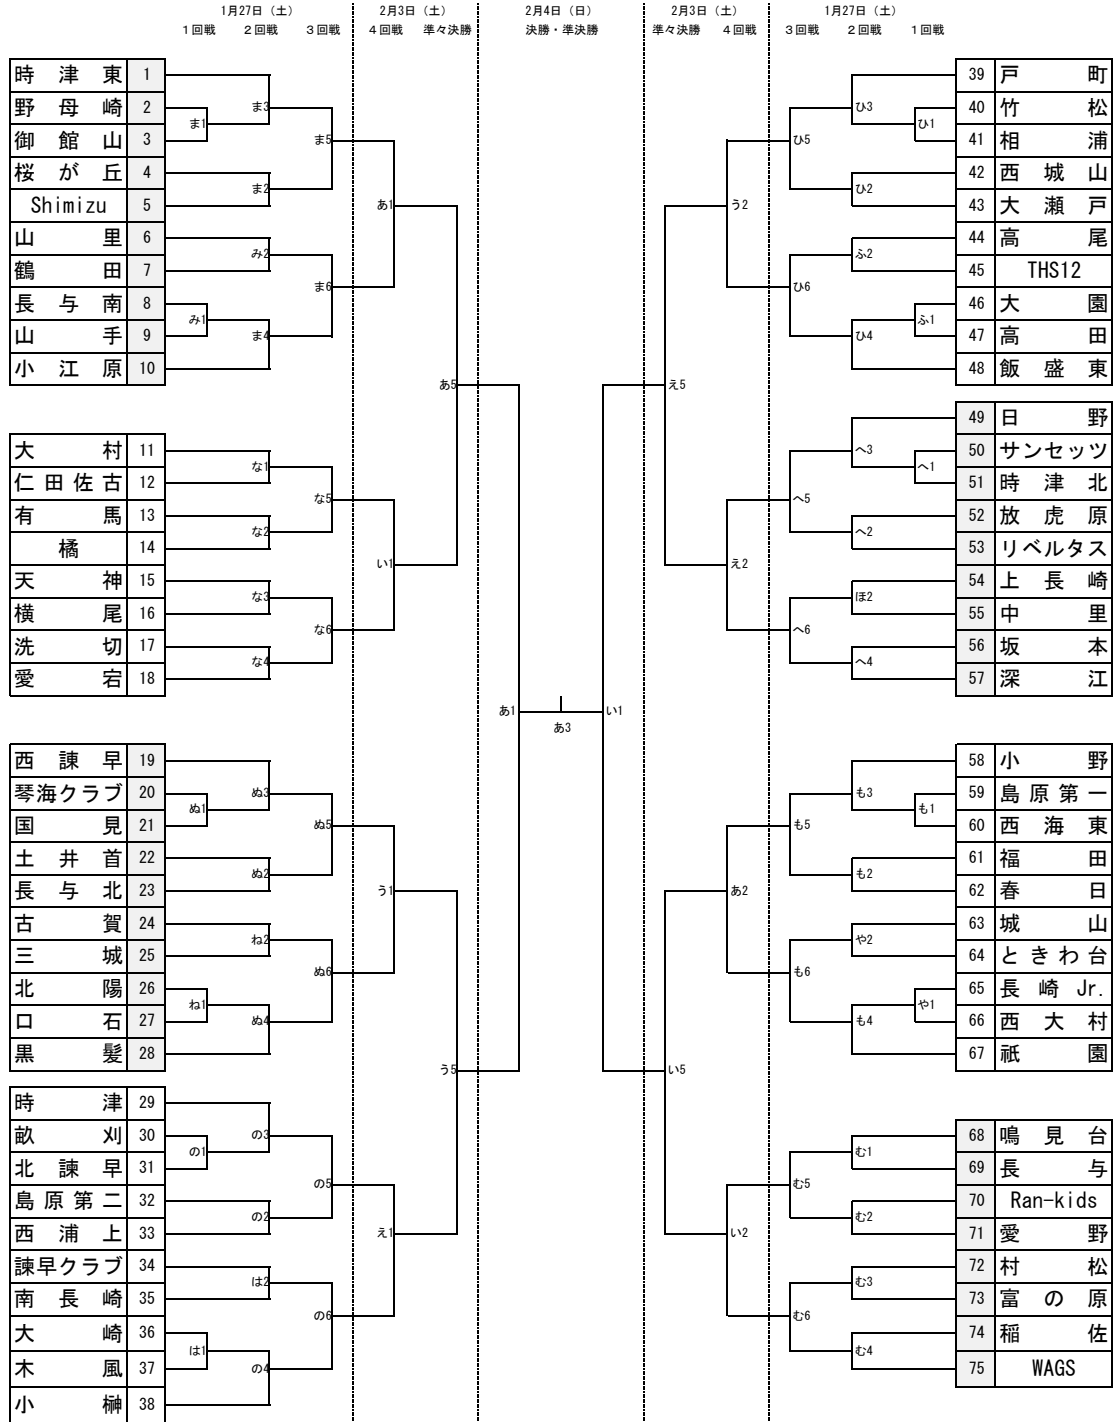 1月27日（土） 2月3日（土） 2月4日（日） 2月3日（土） 1月27日（土）
1回戦 2回戦 3回戦 4回戦 準々決勝 決勝・準決勝 準々決勝 4回戦 3回戦 2回戦 1回戦
時津東 1
野母崎 2
御館山 3
桜が丘 4
Shimizu 5
山里 6
鶴田 7
長与南 8
山手 9
小江原 10
大村 11
仁田佐古 12
有馬 13
橘 14
天神 15
横尾 16
洗切 17
愛宕 18
西諫早 19
琴海クラブ 20
国見 21
土井首 22
長与北 23
古賀 24
三城 25
北陽 26
口石 27
黒髪 28
時津 29
畝刈 30
北諫早 31
島原第二 32
西浦上 33
諫早クラブ 34
南長崎 35
大崎 36
木風 37
小榊 38
ま1
ま3
ま2
ま5
み2
み1
ま4
ま6
あ1
な1
な2
な5
な3
な4
な6
い1
あ5
ぬ1
ぬ3
ぬ2
ぬ5
ね2
ね1
ぬ4
ぬ6
う1
の1
の3
の2
の5
は2
は1
の4
の6
え1
う5
あ1
あ3
い1
39 戸町
40 竹松
41 相浦
42 西城山
43 大瀬戸
44 高尾
45 THS12
46 大園
47 高田
48 飯盛東
49 日野
50 サンセッツ
51 時津北
52 放虎原
53 リベルタス
54 上長崎
55 中里
56 坂本
57 深江
58 小野
59 島原第一
60 西海東
61 福田
62 春日
63 城山
64 ときわ台
65 長崎Jr.
66 西大村
67 祇園
68 鳴見台
69 長与
70 Ran-kids
71 愛野
72 村松
73 富の原
74 稲佐
75 WAGS
ひ3
ひ1
ひ5
ひ2
う2
ふ2
ひ6
ふ1
ひ4
え5
へ3
へ1
へ5
へ2
え2
ほ2
へ6
へ4
も3
も1
も5
も2
あ2
や2
も6
や1
も4
い5
む1
む5
む2
い2
む3
む6
む4